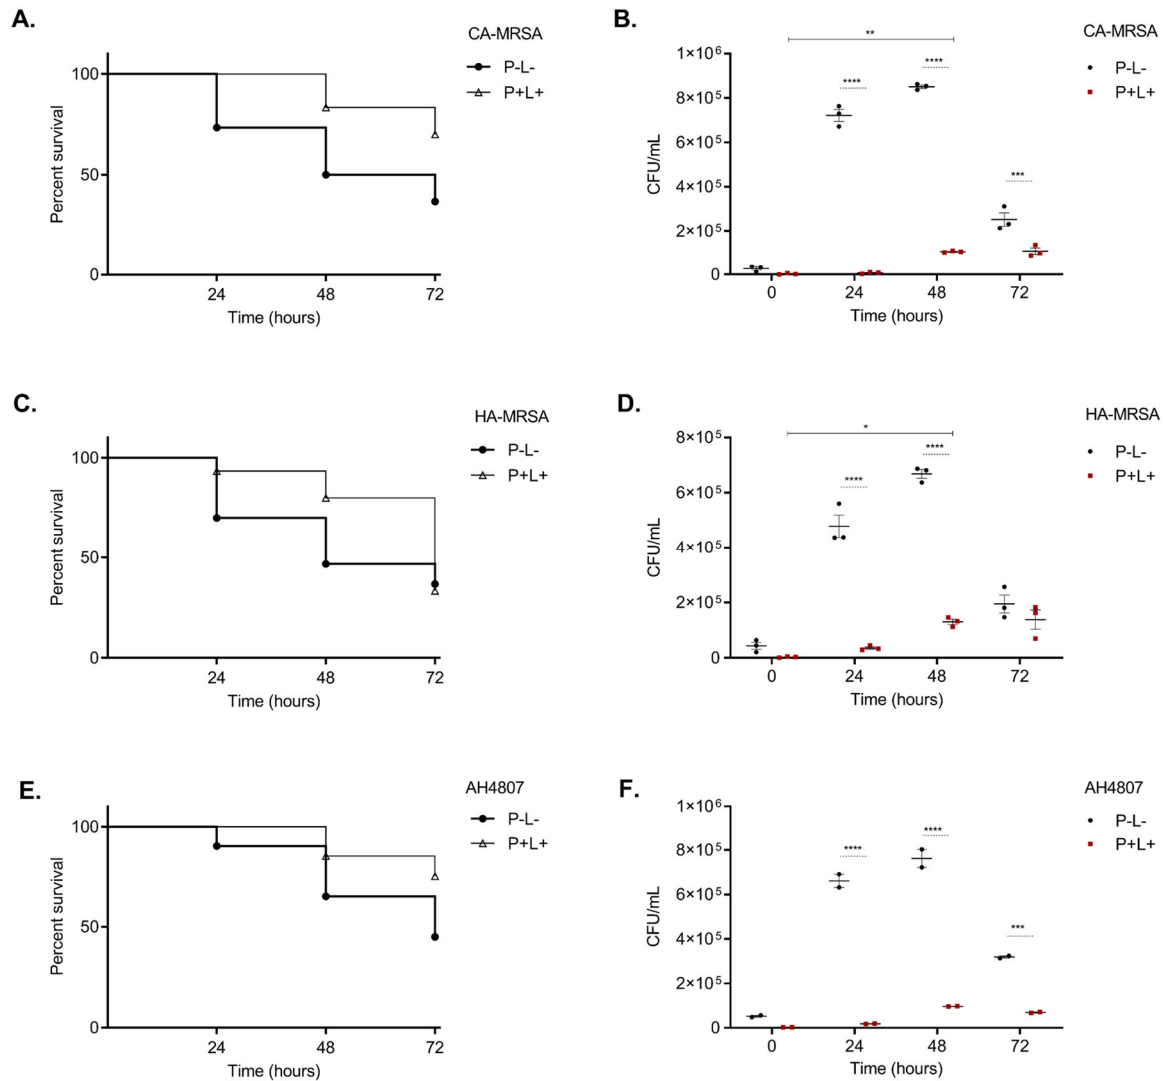 A.
CA-MRSA
P-L-
P+L+
Percent survival
100
50
0
24 48 72
Time (hours)
B.
CA-MRSA
P-L-
P+L+
CFU/mL
1×10⁶
8×10⁵
6×10⁵
4×10⁵
2×10⁵
0
**
****
****
***
0 24 48 72
Time (hours)
C.
HA-MRSA
P-L-
P+L+
Percent survival
100
50
0
24 48 72
Time (hours)
D.
HA-MRSA
P-L-
P+L+
CFU/mL
8×10⁵
6×10⁵
4×10⁵
2×10⁵
0
*
****
****
0 24 48 72
Time (hours)
E.
AH4807
P-L-
P+L+
Percent survival
100
50
0
24 48 72
Time (hours)
F.
AH4807
P-L-
P+L+
CFU/mL
1×10⁶
8×10⁵
6×10⁵
4×10⁵
2×10⁵
0
****
****
***
0 24 48 72
Time (hours)